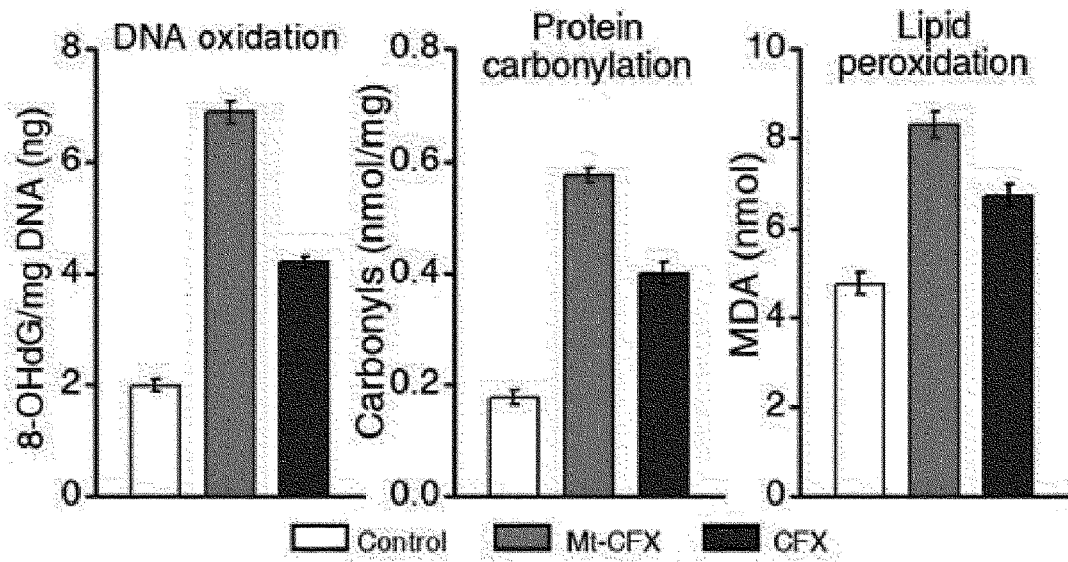 DNA oxidation
8-OHdG/mg DNA (ng)
8
6
4
2
0
Protein
carbonylation
Carbonyls (nmol/mg)
0.8
0.6
0.4
0.2
0.0
Lipid
peroxidation
MDA (nmol)
10
8
6
4
2
0
Control
Mt-CFX
CFX